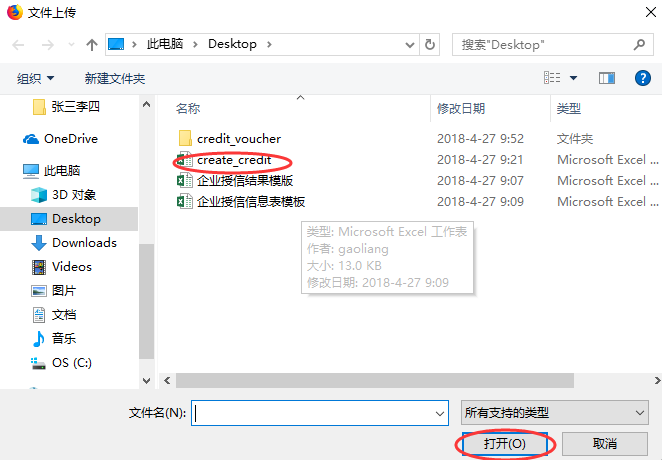 文件上传
此电脑 Desktop 搜索"Desktop"
组织 新建文件夹
名称 修改日期 类型
张三李四
OneDrive
此电脑
3D 对象
Desktop
Downloads
Videos
图片
文档
音乐
OS (C:)
credit_voucher 2018-4-27 9:52 文件夹
create_credit 2018-4-27 9:21 Microsoft Excel
企业授信结果模版 2018-4-27 9:07 Microsoft Excel
企业授信信息表模板 2018-4-27 9:09 Microsoft Excel
类型: Microsoft Excel 工作表
作者: gaoliang
大小: 13.0 KB
修改日期: 2018-4-27 9:09
文件名(N): 所有支持的类型
打开(O) 取消